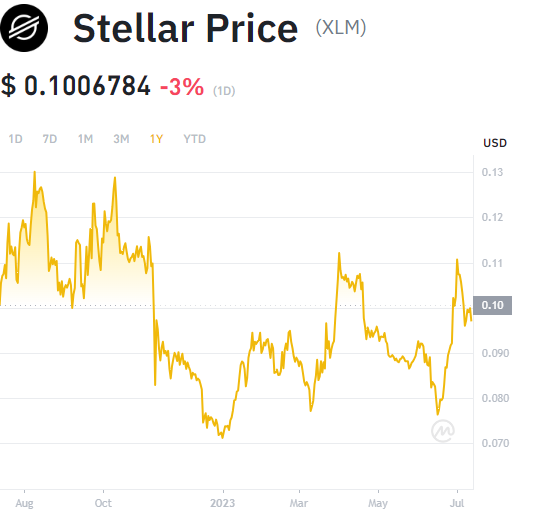 Stellar Price (XLM)
$ 0.1006784 -3% (1D)
1D 7D 1M 3M 1Y YTD
USD
0.13
0.12
0.11
0.10
0.090
0.080
0.070
Aug Oct 2023 Mar May Jul